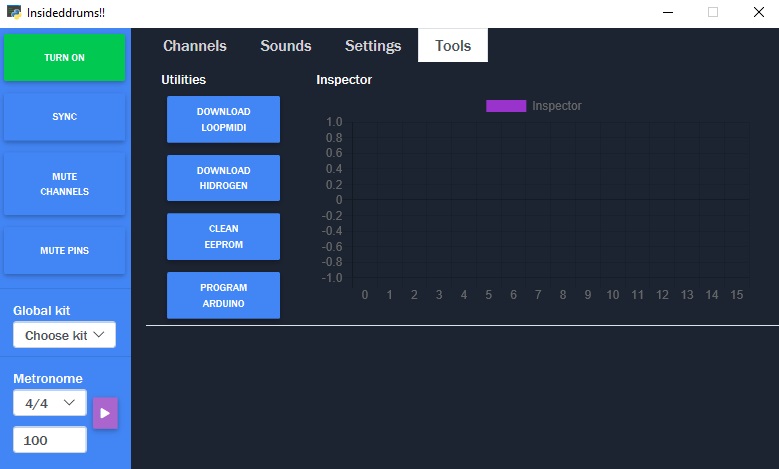 Insideddrums!!
TURN ON
SYNC
MUTE
CHANNELS
MUTE PINS
Global kit
Choose kit
Metronome
4/4
100
Channels Sounds Settings Tools
Utilities
DOWNLOAD
LOOPMIDI
DOWNLOAD
HIDROGEN
CLEAN
EEPROM
PROGRAM
ARDUINO
Inspector
Inspector
1.0
0.8
0.6
0.4
0.2
0
-0.2
-0.4
-0.6
-0.8
-1.0
0 1 2 3 4 5 6 7 8 9 10 11 12 13 14 15